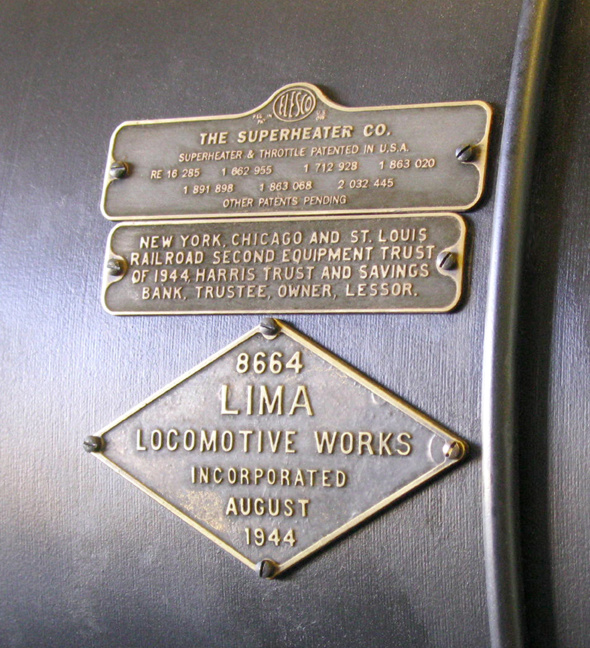 ELESCO
THE SUPERHEATER CO.
SUPERHEATER & THROTTLE PATENTED IN U.S.A.
RE 16 285 1 662 955 1 712 928 1 863 020
1 891 898 1 863 068 2 032 445
OTHER PATENTS PENDING
NEW YORK, CHICAGO AND ST. LOUIS
RAILROAD SECOND EQUIPMENT TRUST
OF 1944, HARRIS TRUST AND SAVINGS
BANK, TRUSTEE, OWNER, LESSOR.
8664
LIMA
LOCOMOTIVE WORKS
INCORPORATED
AUGUST
1944